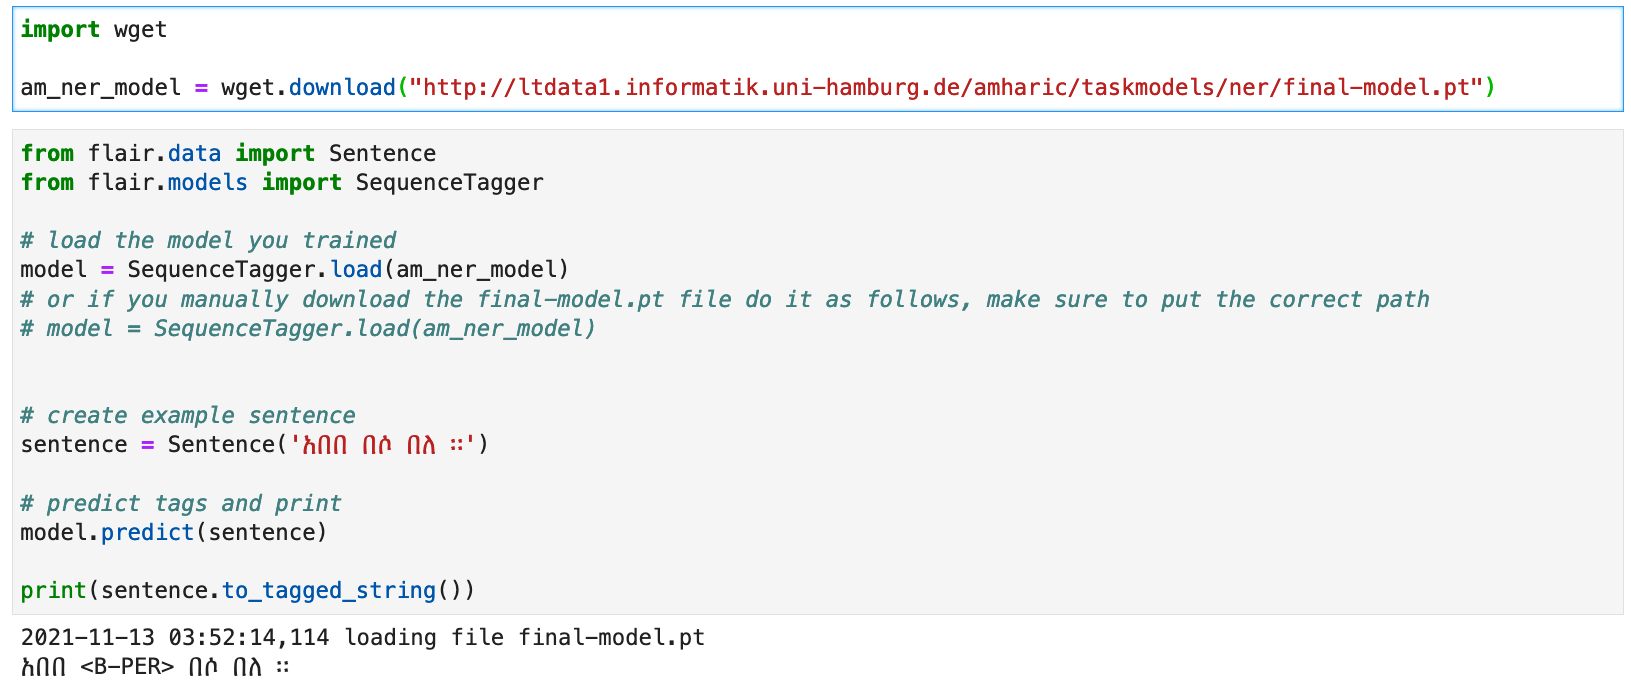 import wget
am_ner_model = wget.download("http://ltdata1.informatik.uni-hamburg.de/amharic/taskmodels/ner/final-model.pt")
from flair.data import Sentence
from flair.models import SequenceTagger
# load the model you trained
model = SequenceTagger.load(am_ner_model)
# or if you manually download the final-model.pt file do it as follows, make sure to put the correct path
# model = SequenceTagger.load(am_ner_model)
# create example sentence
sentence = Sentence('አበበ በሶ በለ ።')
# predict tags and print
model.predict(sentence)
print(sentence.to_tagged_string())
2021-11-13 03:52:14,114 loading file final-model.pt
አበበ <B-PER> በሶ በለ ።